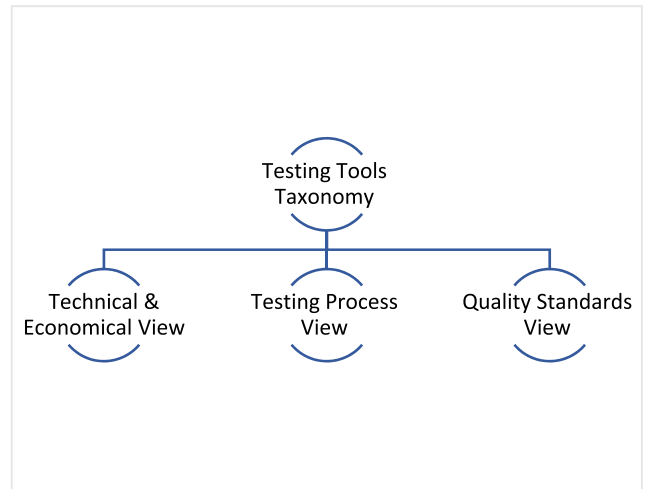 Testing Tools
Taxonomy
Technical &
Economical View
Testing Process
View
Quality Standards
View